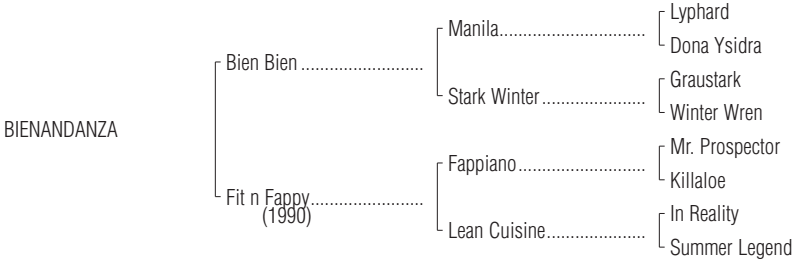 Lyphard
Manila..............................
Dona Ysidra
Bien Bien .........................
Graustark
Stark Winter.....................
Winter Wren
BIENANDANZA
Mr. Prospector
Fappiano..........................
Killaloe
Fit n Fappy.......................
(1990)
In Reality
Lean Cuisine....................
Summer Legend